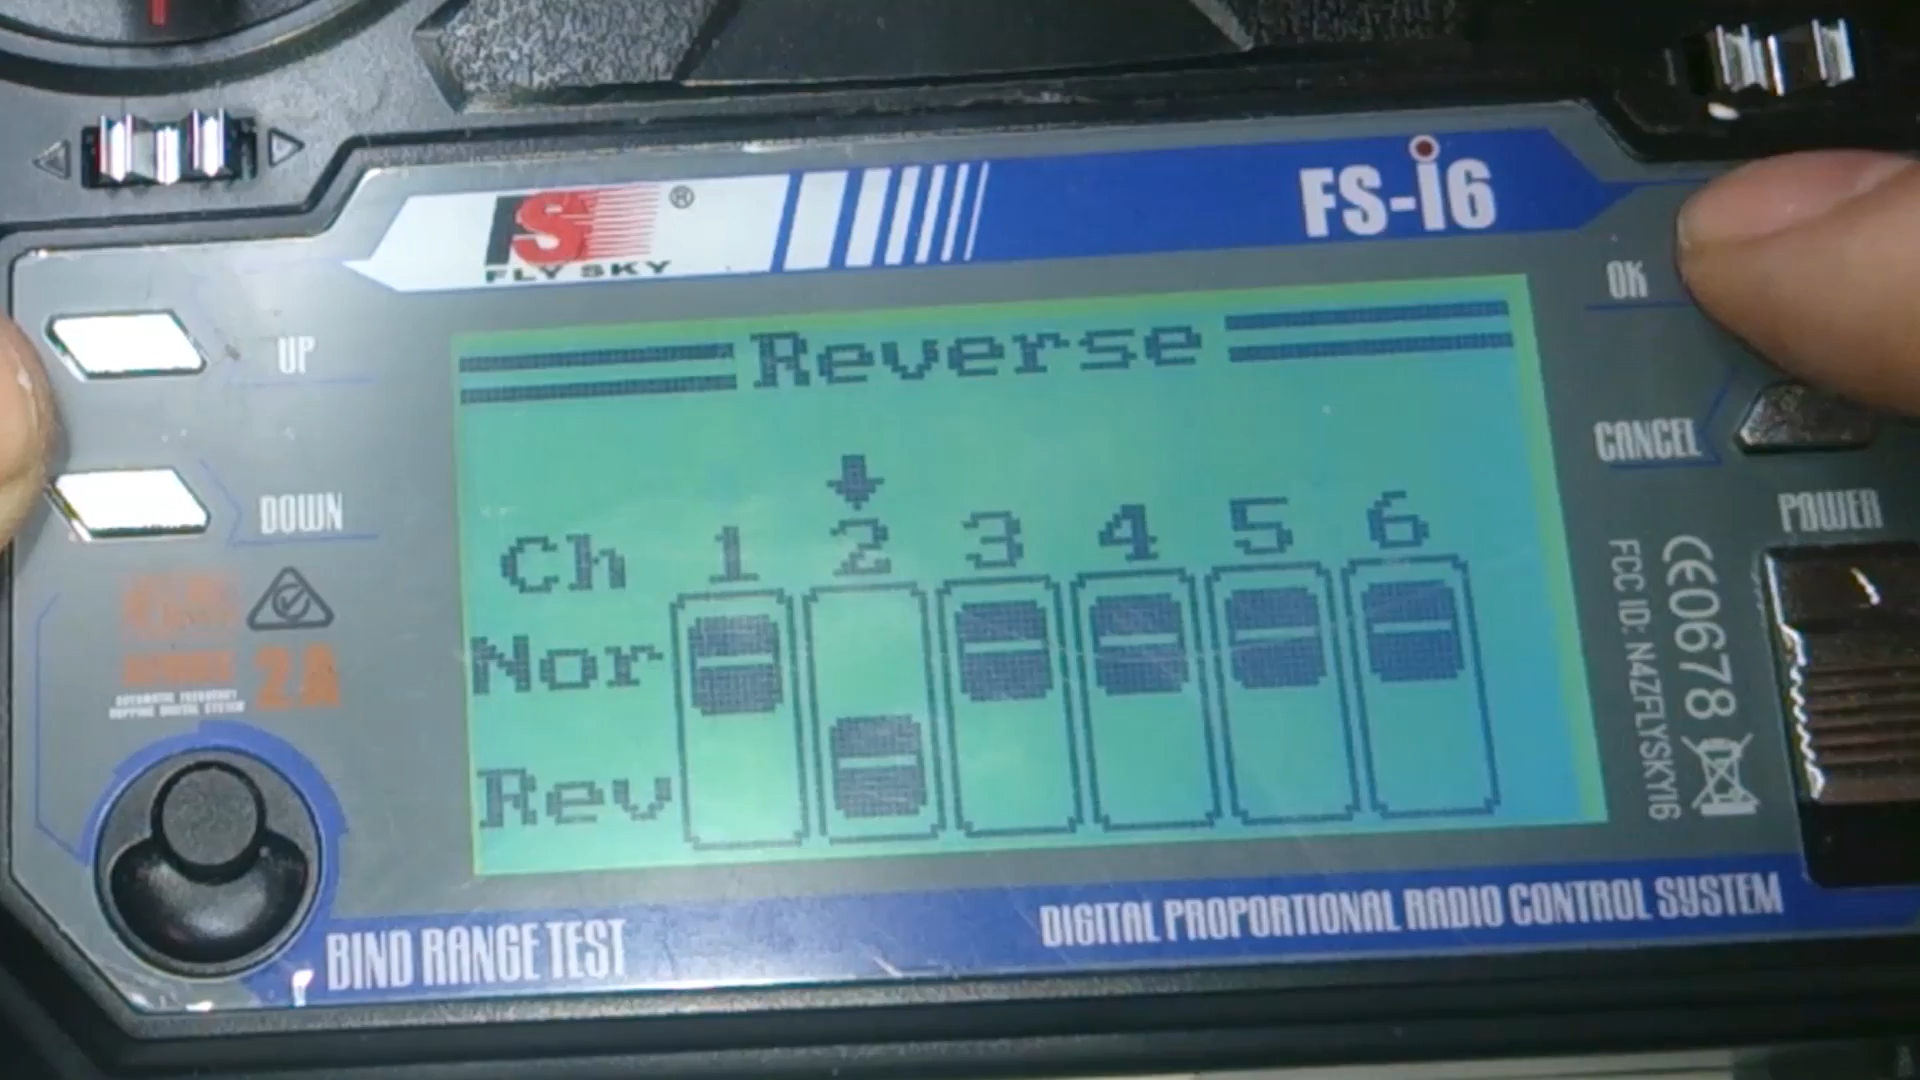 FS ®
FLY SKY
FS-i6
UP
OK
Reverse
DOWN
CANCEL
POWER
Ch 1 2 3 4 5 6
Nor
Rev
2A
CE0678
FCC ID: N4ZFLYSKYI6
BIND RANGE TEST
DIGITAL PROPORTIONAL RADIO CONTROL SYSTEM